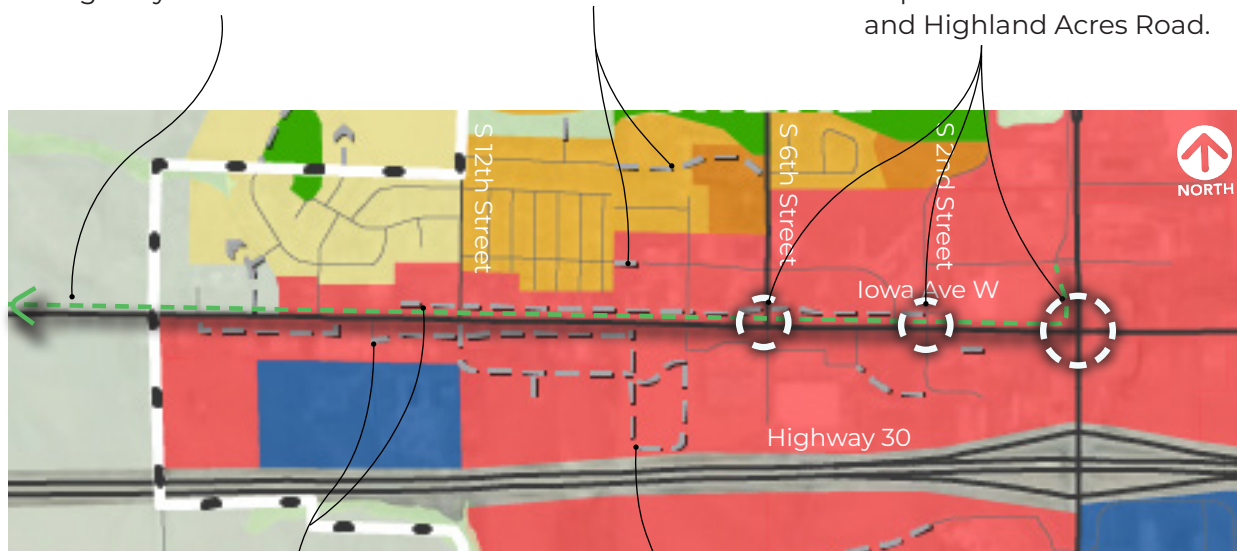 and Highland Acres Road.
S 12th Street
S 6th Street
S 2nd Street
NORTH
Iowa Ave W
Highway 30